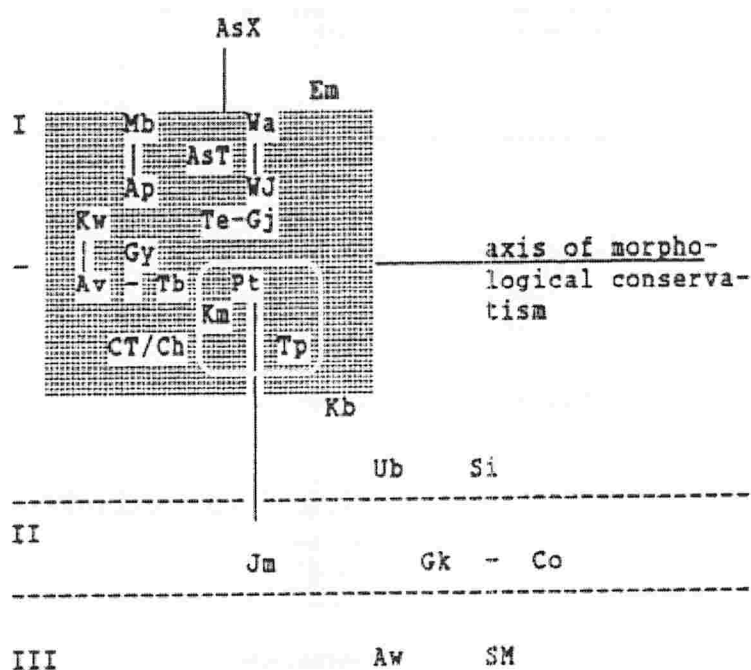 AsX
Em
I Mb Wa
AsT
Ap WJ
Kw Te-Gj
Gy axis of morpho-
Av - Tb Pt logical conserva-
Km tism
CT/Ch Tp
Kb
Ub Si
II
Jm Gk - Co
III Aw SM